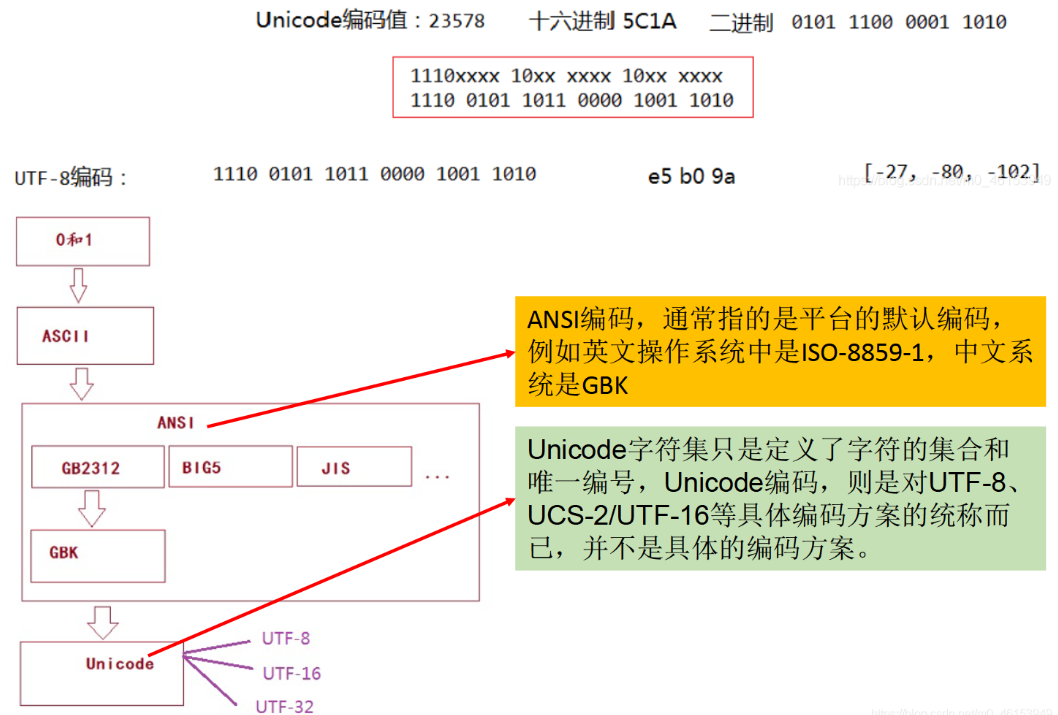 Unicode编码值：23578 十六进制 5C1A 二进制 0101 1100 0001 1010
1110xxxx 10xx xxxx 10xx xxxx
1110 0101 1011 0000 1001 1010
UTF-8编码： 1110 0101 1011 0000 1001 1010 e5 b0 9a [-27, -80, -102]
0和1
ASCII
ANSI
GB2312 BIG5 JIS ...
GBK
Unicode
UTF-8
UTF-16
UTF-32
ANSI编码，通常指的是平台的默认编码，
例如英文操作系统中是ISO-8859-1，中文系
统是GBK
Unicode字符集只是定义了字符的集合和
唯一编号，Unicode编码，则是对UTF-8、
UCS-2/UTF-16等具体编码方案的统称而
已，并不是具体的编码方案。